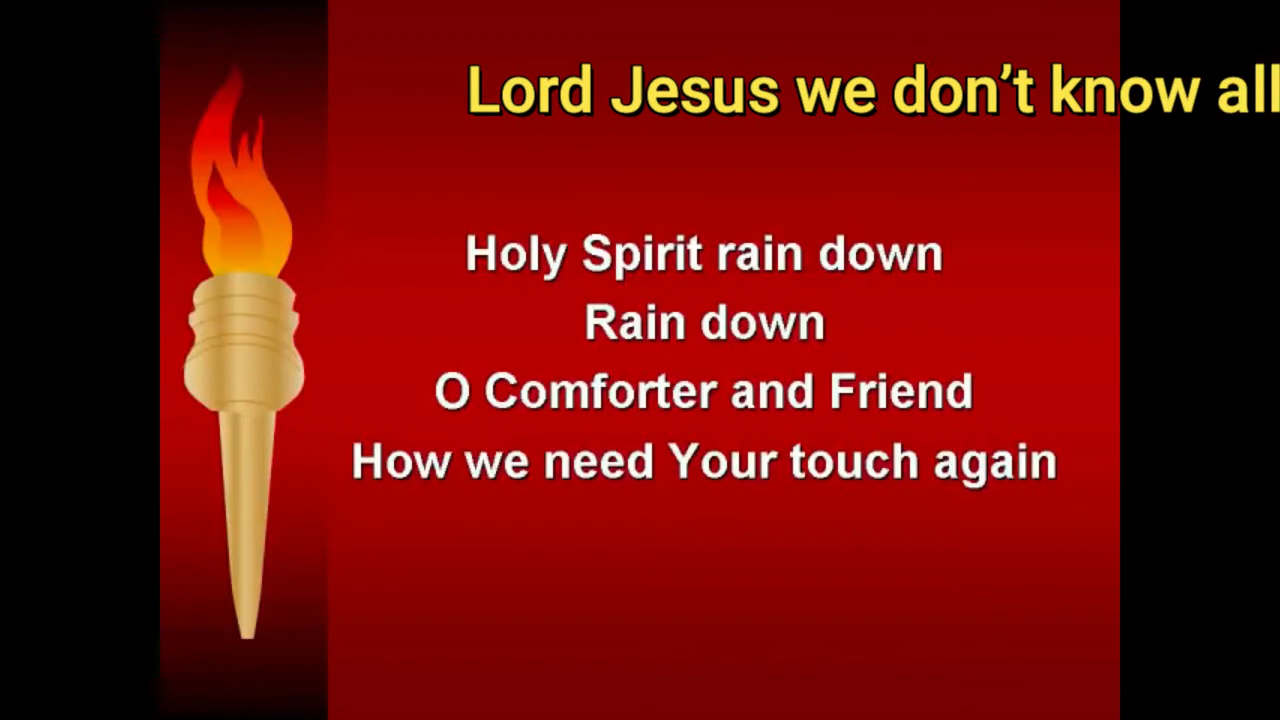 Lord Jesus we don’t know all
Holy Spirit rain down
Rain down
O Comforter and Friend
How we need Your touch again